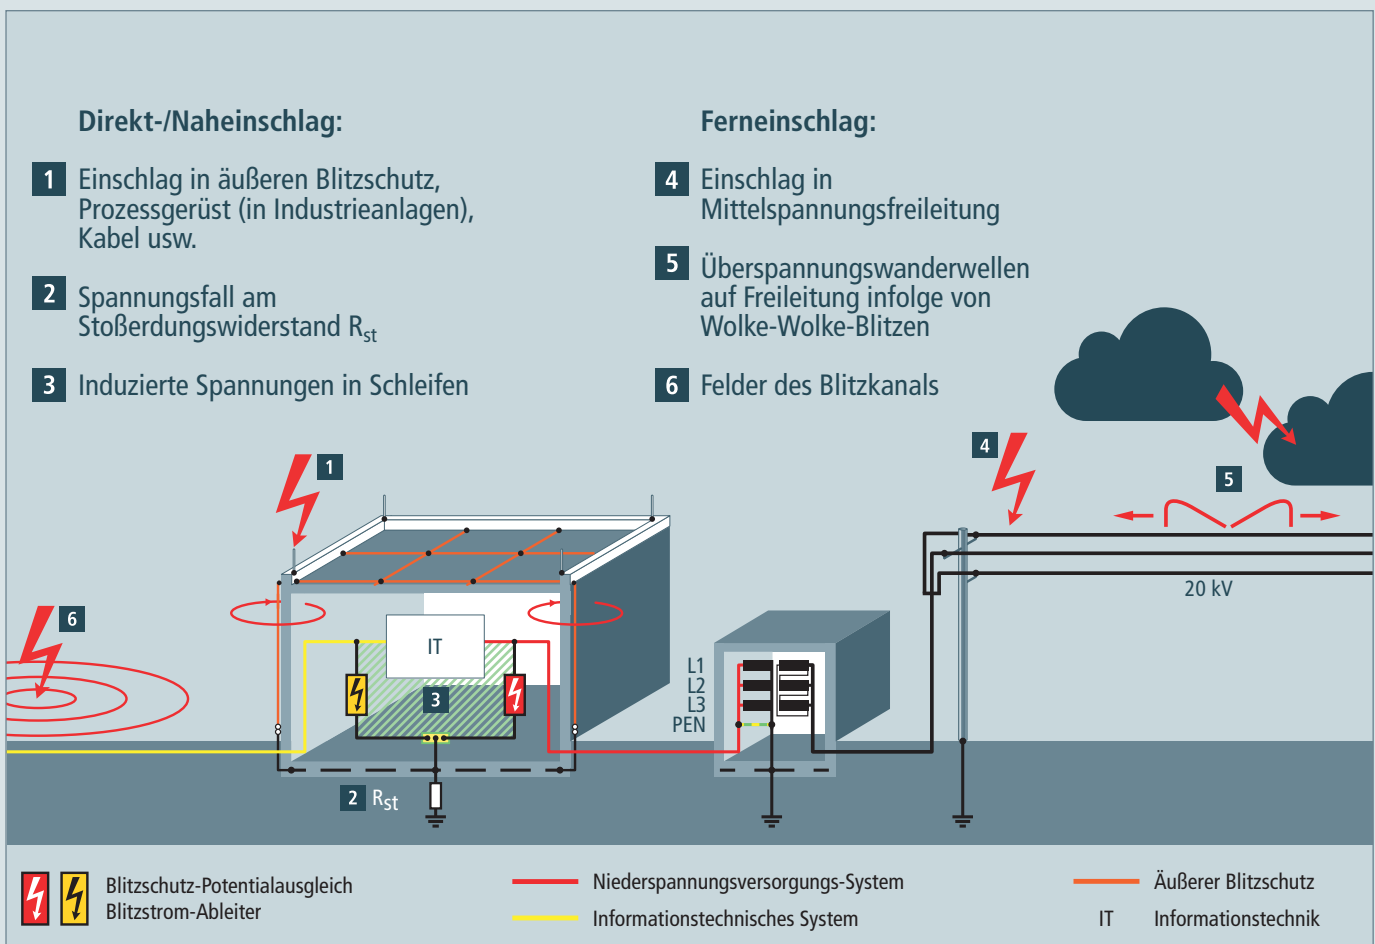 Direkt-/Naheinschlag:
1 Einschlag in äußeren Blitzschutz,
Prozessgerüst (in Industrieanlagen),
Kabel usw.
2 Spannungsfall am
Stoßerdungswiderstand Rst
3 Induzierte Spannungen in Schleifen
Ferneinschlag:
4 Einschlag in
Mittelspannungsfreileitung
5 Überspannungswanderwellen
auf Freileitung infolge von
Wolke-Wolke-Blitzen
6 Felder des Blitzkanals
1
4
5
20 kV
6
IT
3
L1
L2
L3
PEN
2 Rst
Blitzschutz-Potentialausgleich
Blitzstrom-Ableiter
Niederspannungsversorgungs-System
Informationstechnisches System
Äußerer Blitzschutz
IT Informationstechnik